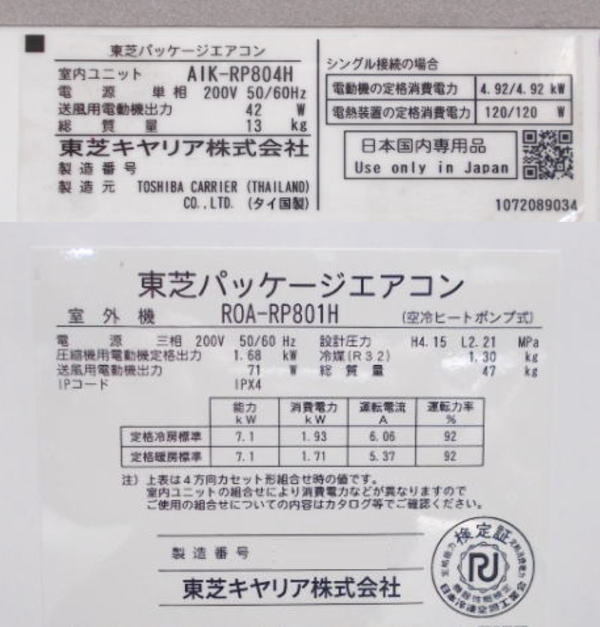 東芝パッケージエアコン
室内ユニット AIK-RP804H
電源 単相 200V 50/60Hz
送風用電動機出力 42 W
総質量 13 kg
東芝キヤリア株式会社
製造番号
製造元 TOSHIBA CARRIER (THAILAND)
CO.,LTD. (タイ国製)
シングル接続の場合
電動機の定格消費電力 4.92/4.92 kW
電熱装置の定格消費電力 120/120 W
日本国内専用品
Use only in Japan
1072089034
東芝パッケージエアコン
室外機 ROA-RP801H (空冷ヒートポンプ式)
電源 三相 200V 50/60 Hz 設計圧力 H4.15 L2.21 MPa
圧縮機用電動機定格出力 1.68 kW 冷媒(R32) 1.30 kg
送風用電動機出力 71 W 総質量 47 kg
IPコード IPX4
能力 kW 消費電力 kW 運転電流 A 運転力率 %
定格冷房標準 7.1 1.93 6.06 92
定格暖房標準 7.1 1.71 5.37 92
注) 上表は4方向カセット形組合せ時の値です。
室内ユニットの組合せにより消費電力などが異なりますので
ご使用の組合せについての内容はカタログ等でご確認ください。
製造番号
東芝キヤリア株式会社
検定証